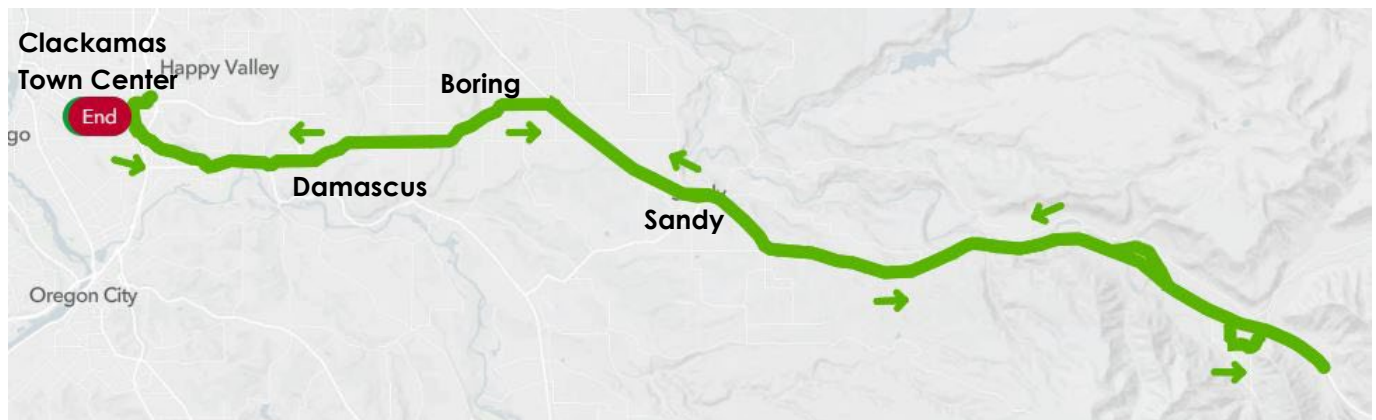 Clackamas
Town Center
Happy Valley
End
go
Boring
Damascus
Sandy
Oregon City